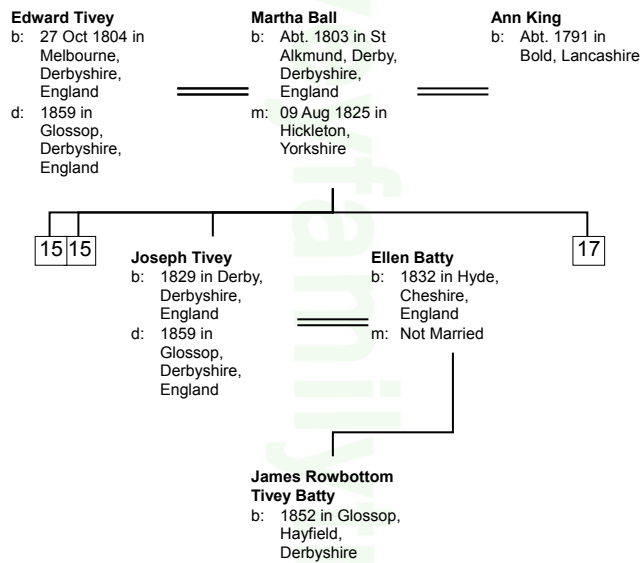 Edward Tivey
b: 27 Oct 1804 in
Melbourne,
Derbyshire,
England
d: 1859 in
Glossop,
Derbyshire,
England
Martha Ball
b: Abt. 1803 in St
Alkmund, Derby,
Derbyshire,
England
m: 09 Aug 1825 in
Hickleton,
Yorkshire
Ann King
b: Abt. 1791 in
Bold, Lancashire
15 15
17
Joseph Tivey
b: 1829 in Derby,
Derbyshire,
England
d: 1859 in
Glossop,
Derbyshire,
England
Ellen Batty
b: 1832 in Hyde,
Cheshire,
England
m: Not Married
James Rowbottom
Tivey Batty
b: 1852 in Glossop,
Hayfield,
Derbyshire